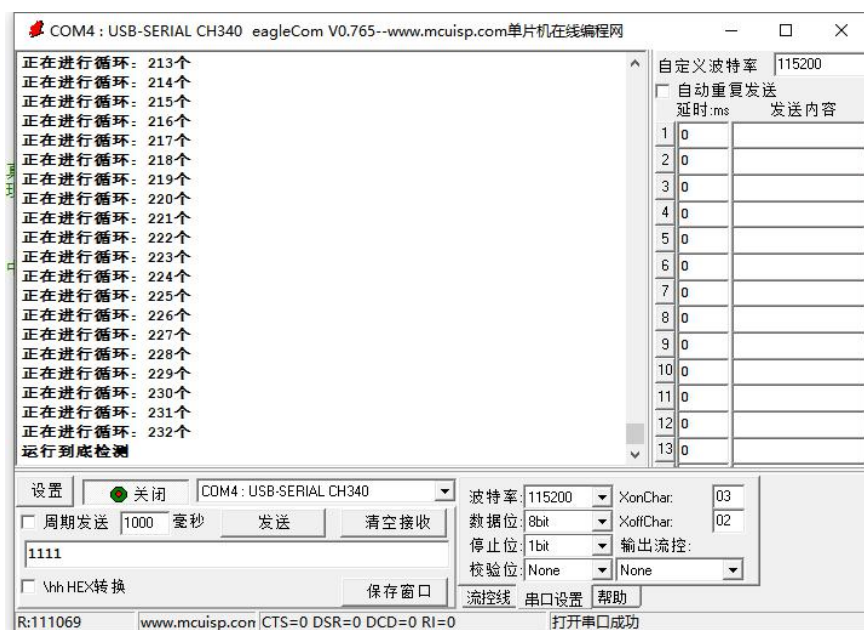 COM4 : USB-SERIAL CH340 eagleCom V0.765--www.mcuisp.com单片机在线编程网
正在进行循环: 213个
正在进行循环: 214个
正在进行循环: 215个
正在进行循环: 216个
正在进行循环: 217个
正在进行循环: 218个
正在进行循环: 219个
正在进行循环: 220个
正在进行循环: 221个
正在进行循环: 222个
正在进行循环: 223个
正在进行循环: 224个
正在进行循环: 225个
正在进行循环: 226个
正在进行循环: 227个
正在进行循环: 228个
正在进行循环: 229个
正在进行循环: 230个
正在进行循环: 231个
正在进行循环: 232个
运行到底检测
自定义波特率 115200
自动重复发送
延时:ms 发送内容
1 0
2 0
3 0
4 0
5 0
6 0
7 0
8 0
9 0
10 0
11 0
12 0
13 0
设置 关闭 COM4 : USB-SERIAL CH340
周期发送 1000 毫秒 发送 清空接收
1111
\hh HEX转换 保存窗口
波特率: 115200 XonChar: 03
数据位: 8bit XoffChar: 02
停止位: 1bit 输出流控:
校验位: None None
流控线 串口设置 帮助
R:111069 www.mcuisp.con CTS=0 DSR=0 DCD=0 RI=0 打开串口成功